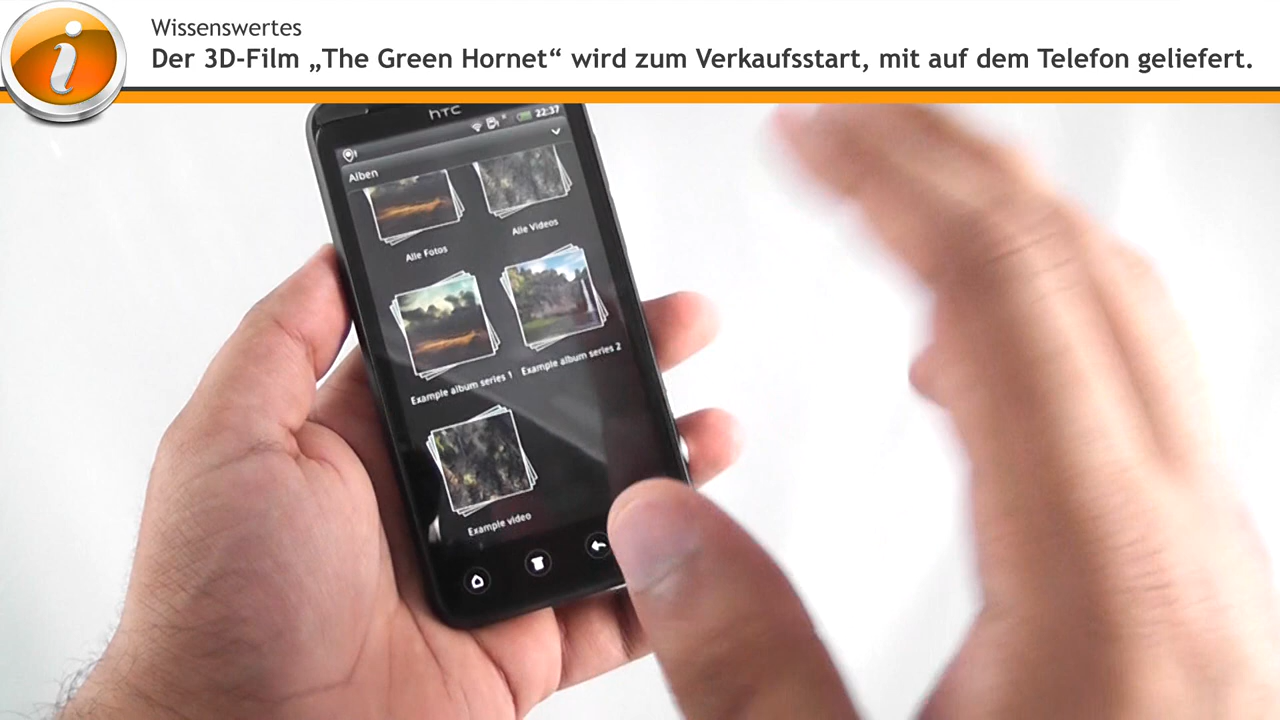 Wissenswertes
Der 3D-Film „The Green Hornet“ wird zum Verkaufsstart, mit auf dem Telefon geliefert.
hTC
22:37
Alben
Alle Fotos
Alle Videos
Example album series 1
Example album series 2
Example video